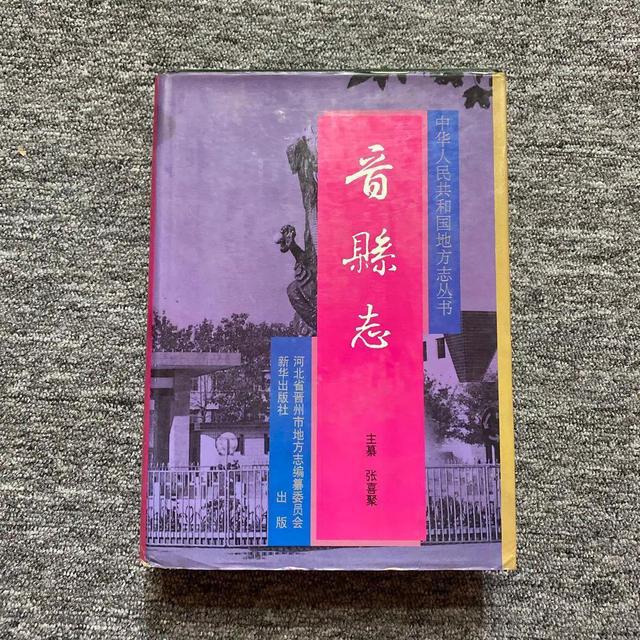 中华人民共和国地方志丛书
晋縣志
主纂 张喜聚
河北省晋州市地方志编纂委员会
新华出版社 出版